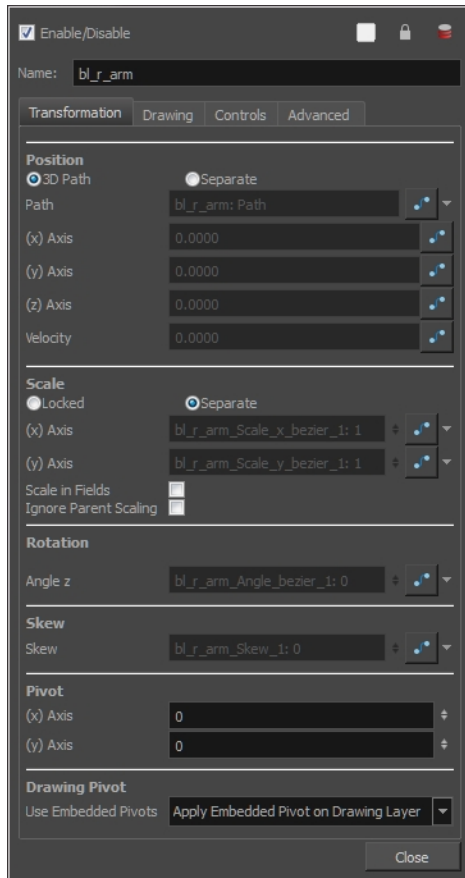 Enable/Disable
Name: bl_r_arm
Transformation Drawing Controls Advanced
Position
3D Path Separate
Path bl_r_arm: Path
(x) Axis 0.0000
(y) Axis 0.0000
(z) Axis 0.0000
Velocity 0.0000
Scale
Locked Separate
(x) Axis bl_r_arm_Scale_x_bezier_1: 1
(y) Axis bl_r_arm_Scale_y_bezier_1: 1
Scale in Fields
Ignore Parent Scaling
Rotation
Angle z bl_r_arm_Angle_bezier_1: 0
Skew
Skew bl_r_arm_Skew_1: 0
Pivot
(x) Axis 0
(y) Axis 0
Drawing Pivot
Use Embedded Pivots Apply Embedded Pivot on Drawing Layer
Close